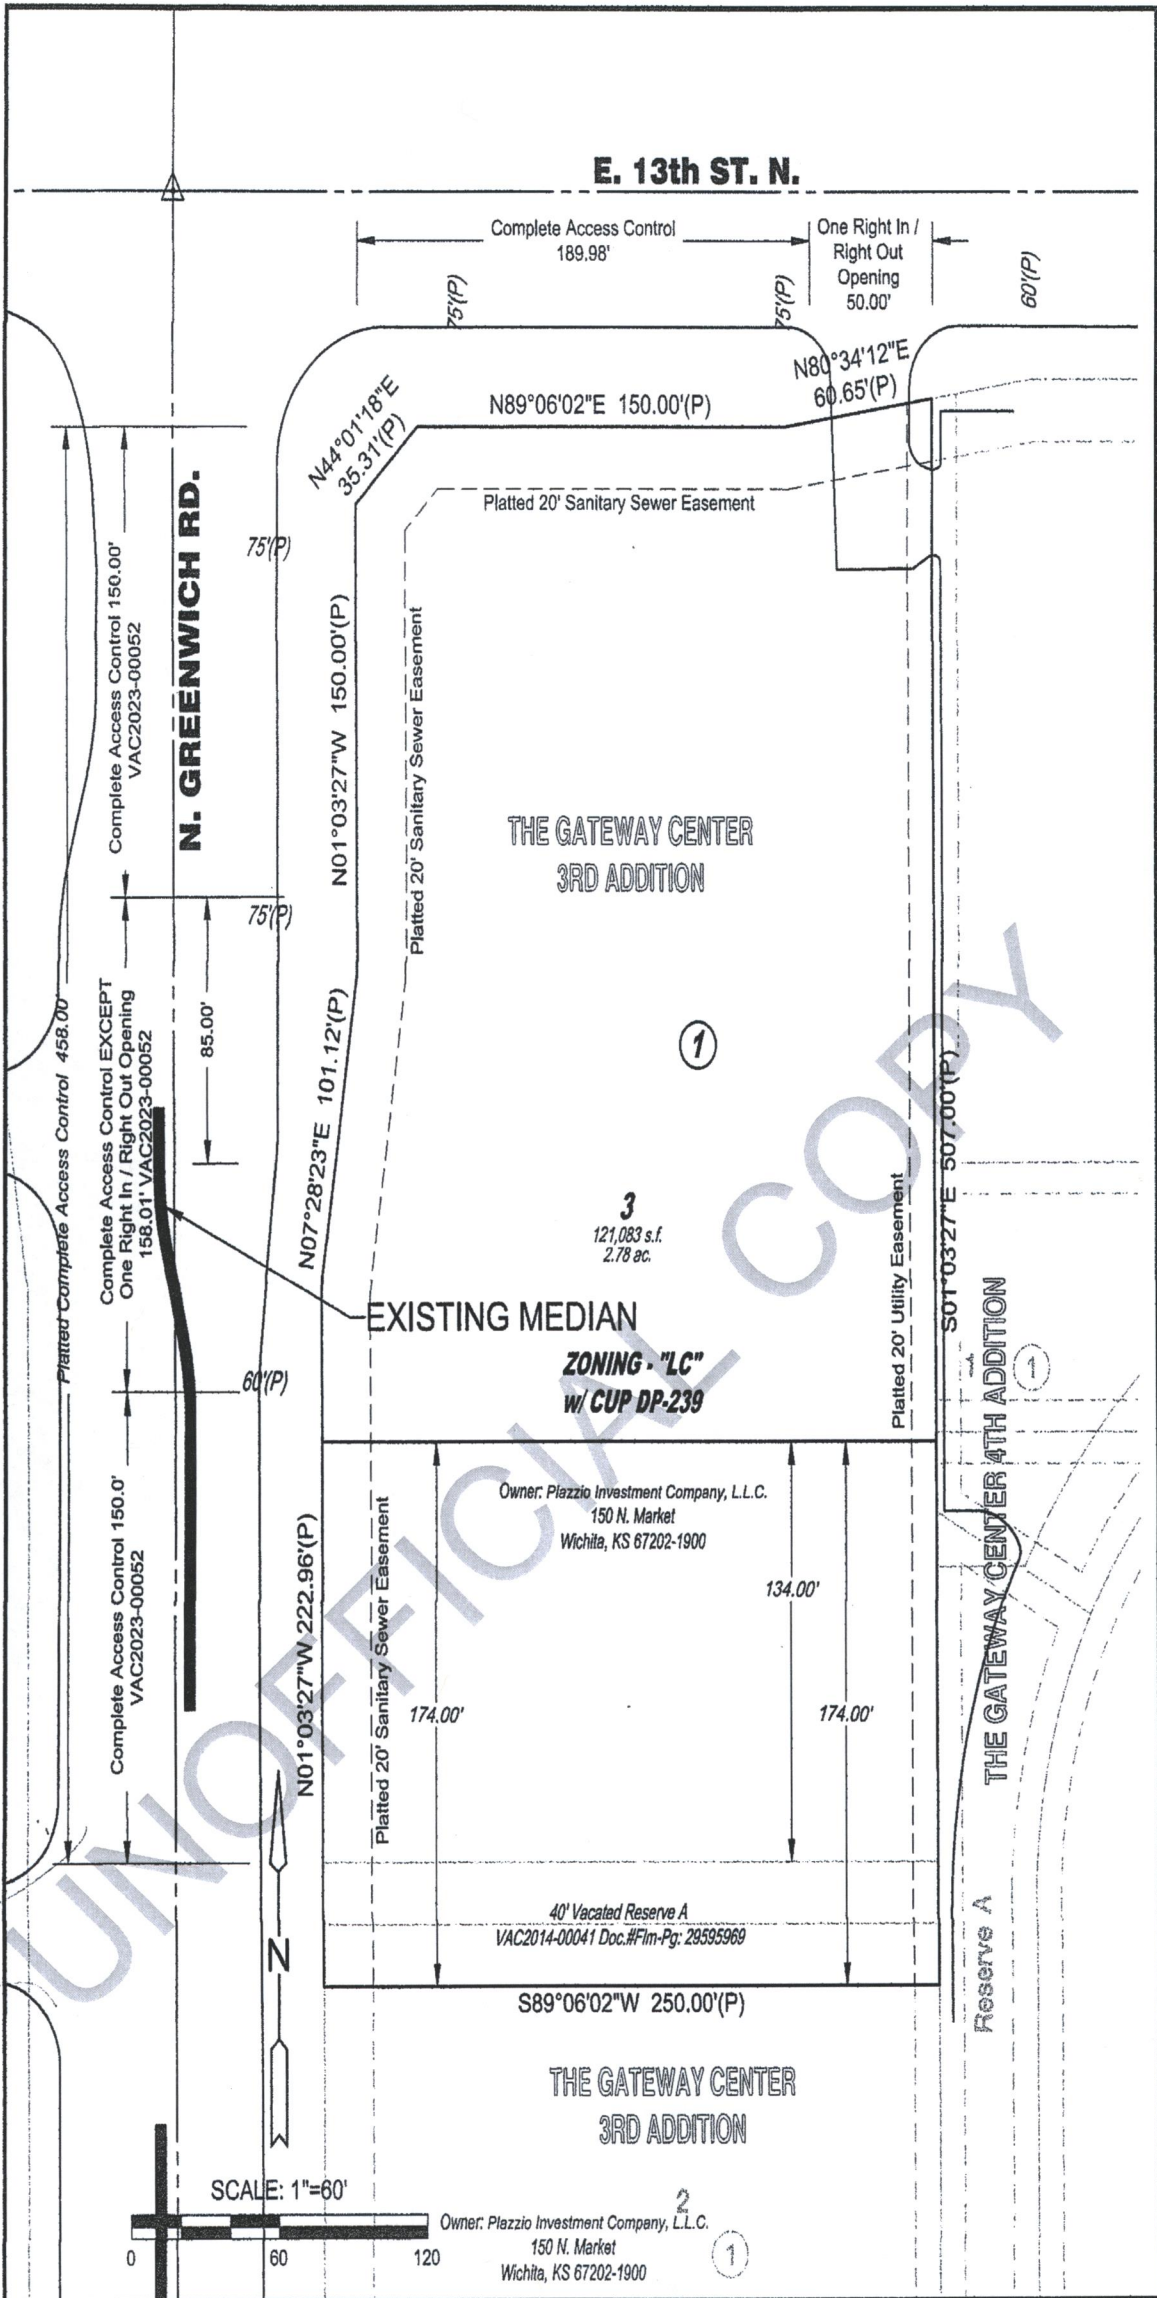 E. 13th ST. N.
Complete Access Control
189.98'
One Right In /
Right Out
Opening
50.00'
75'(P)
75'(P)
60'(P)
N80°34'12"E
60.65'(P)
N89°06'02"E 150.00'(P)
N44°01'18"E
35.31'(P)
Platted 20' Sanitary Sewer Easement
N. GREENWICH RD.
75'(P)
Complete Access Control 150.00'
VAC2023-00052
N01°03'27"W 150.00'(P)
Platted 20' Sanitary Sewer Easement
THE GATEWAY CENTER
3RD ADDITION
75'(P)
85.00'
Platted Complete Access Control 458.00'
Complete Access Control EXCEPT
One Right In / Right Out Opening
158.01' VAC2023-00052
N07°28'23"E 101.12'(P)
1
S01°03'27"E 507.00'(P)
3
121,083 s.f.
2.78 ac.
Platted 20' Utility Easement
EXISTING MEDIAN
ZONING - "LC"
w/ CUP DP-239
60'(P)
1
1
THE GATEWAY CENTER 4TH ADDITION
Owner: Plazzio Investment Company, L.L.C.
150 N. Market
Wichita, KS 67202-1900
Complete Access Control 150.0'
VAC2023-00052
N01°03'27"W 222.96'(P)
Platted 20' Sanitary Sewer Easement
134.00'
174.00'
174.00'
40' Vacated Reserve A
VAC2014-00041 Doc.#Flm-Pg: 29595969
Reserve A
N
S89°06'02"W 250.00'(P)
THE GATEWAY CENTER
3RD ADDITION
SCALE: 1"=60'
0 60 120
2
Owner: Plazzio Investment Company, L.L.C.
150 N. Market
Wichita, KS 67202-1900
1
UNOFFICIAL COPY